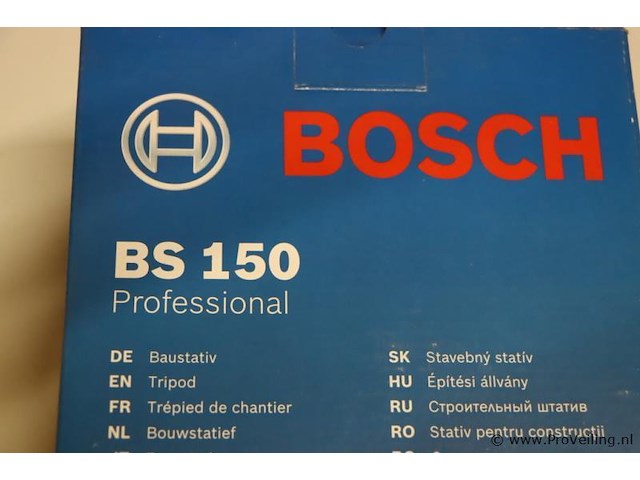 BOSCH
BS 150
Professional
DE Baustativ
EN Tripod
FR Trépied de chantier
NL Bouwstatief
SK Stavebný statív
HU Építési állvány
RU Строительный штатив
RO Stativ pentru construcții
© www.ProVeiling.nl